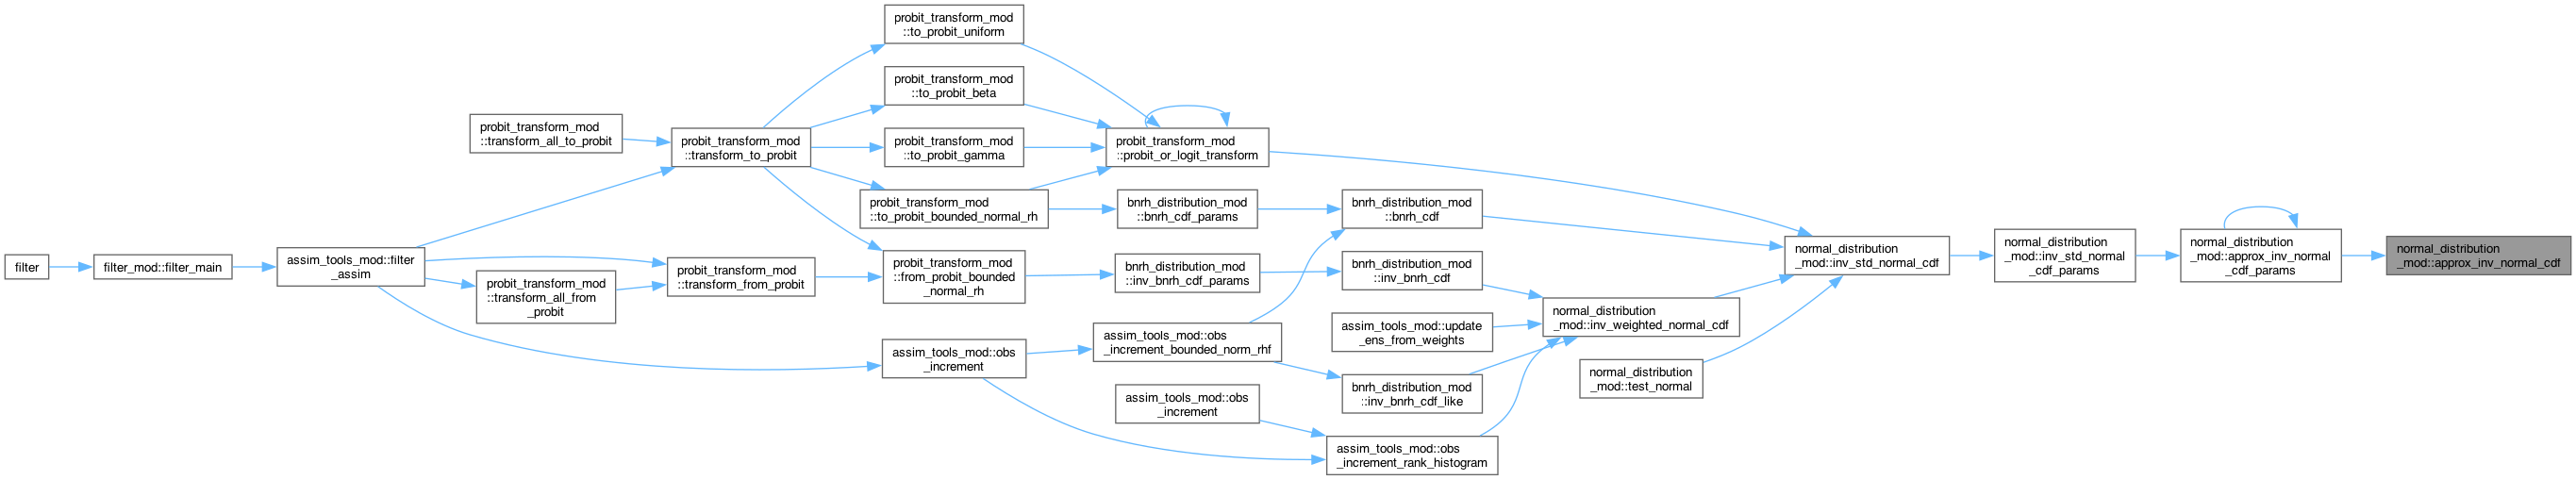 filter
filter_mod::filter_main
assim_tools_mod::filter
_assim
probit_transform_mod
::transform_all_to_probit
probit_transform_mod
::transform_all_from
_probit
probit_transform_mod
::transform_to_probit
probit_transform_mod
::transform_from_probit
probit_transform_mod
::to_probit_uniform
probit_transform_mod
::to_probit_beta
probit_transform_mod
::to_probit_gamma
probit_transform_mod
::to_probit_bounded_normal_rh
probit_transform_mod
::from_probit_bounded
_normal_rh
assim_tools_mod::obs
_increment
probit_transform_mod
::probit_or_logit_transform
bnrh_distribution_mod
::bnrh_cdf_params
bnrh_distribution_mod
::inv_bnrh_cdf_params
assim_tools_mod::obs
_increment_bounded_norm_rhf
assim_tools_mod::obs
_increment
bnrh_distribution_mod
::bnrh_cdf
bnrh_distribution_mod
::inv_bnrh_cdf
assim_tools_mod::update
_ens_from_weights
bnrh_distribution_mod
::inv_bnrh_cdf_like
assim_tools_mod::obs
_increment_rank_histogram
normal_distribution
_mod::inv_weighted_normal_cdf
normal_distribution
_mod::test_normal
normal_distribution
_mod::inv_std_normal_cdf
normal_distribution
_mod::inv_std_normal
_cdf_params
normal_distribution
_mod::approx_inv_normal
_cdf_params
normal_distribution
_mod::approx_inv_normal_cdf